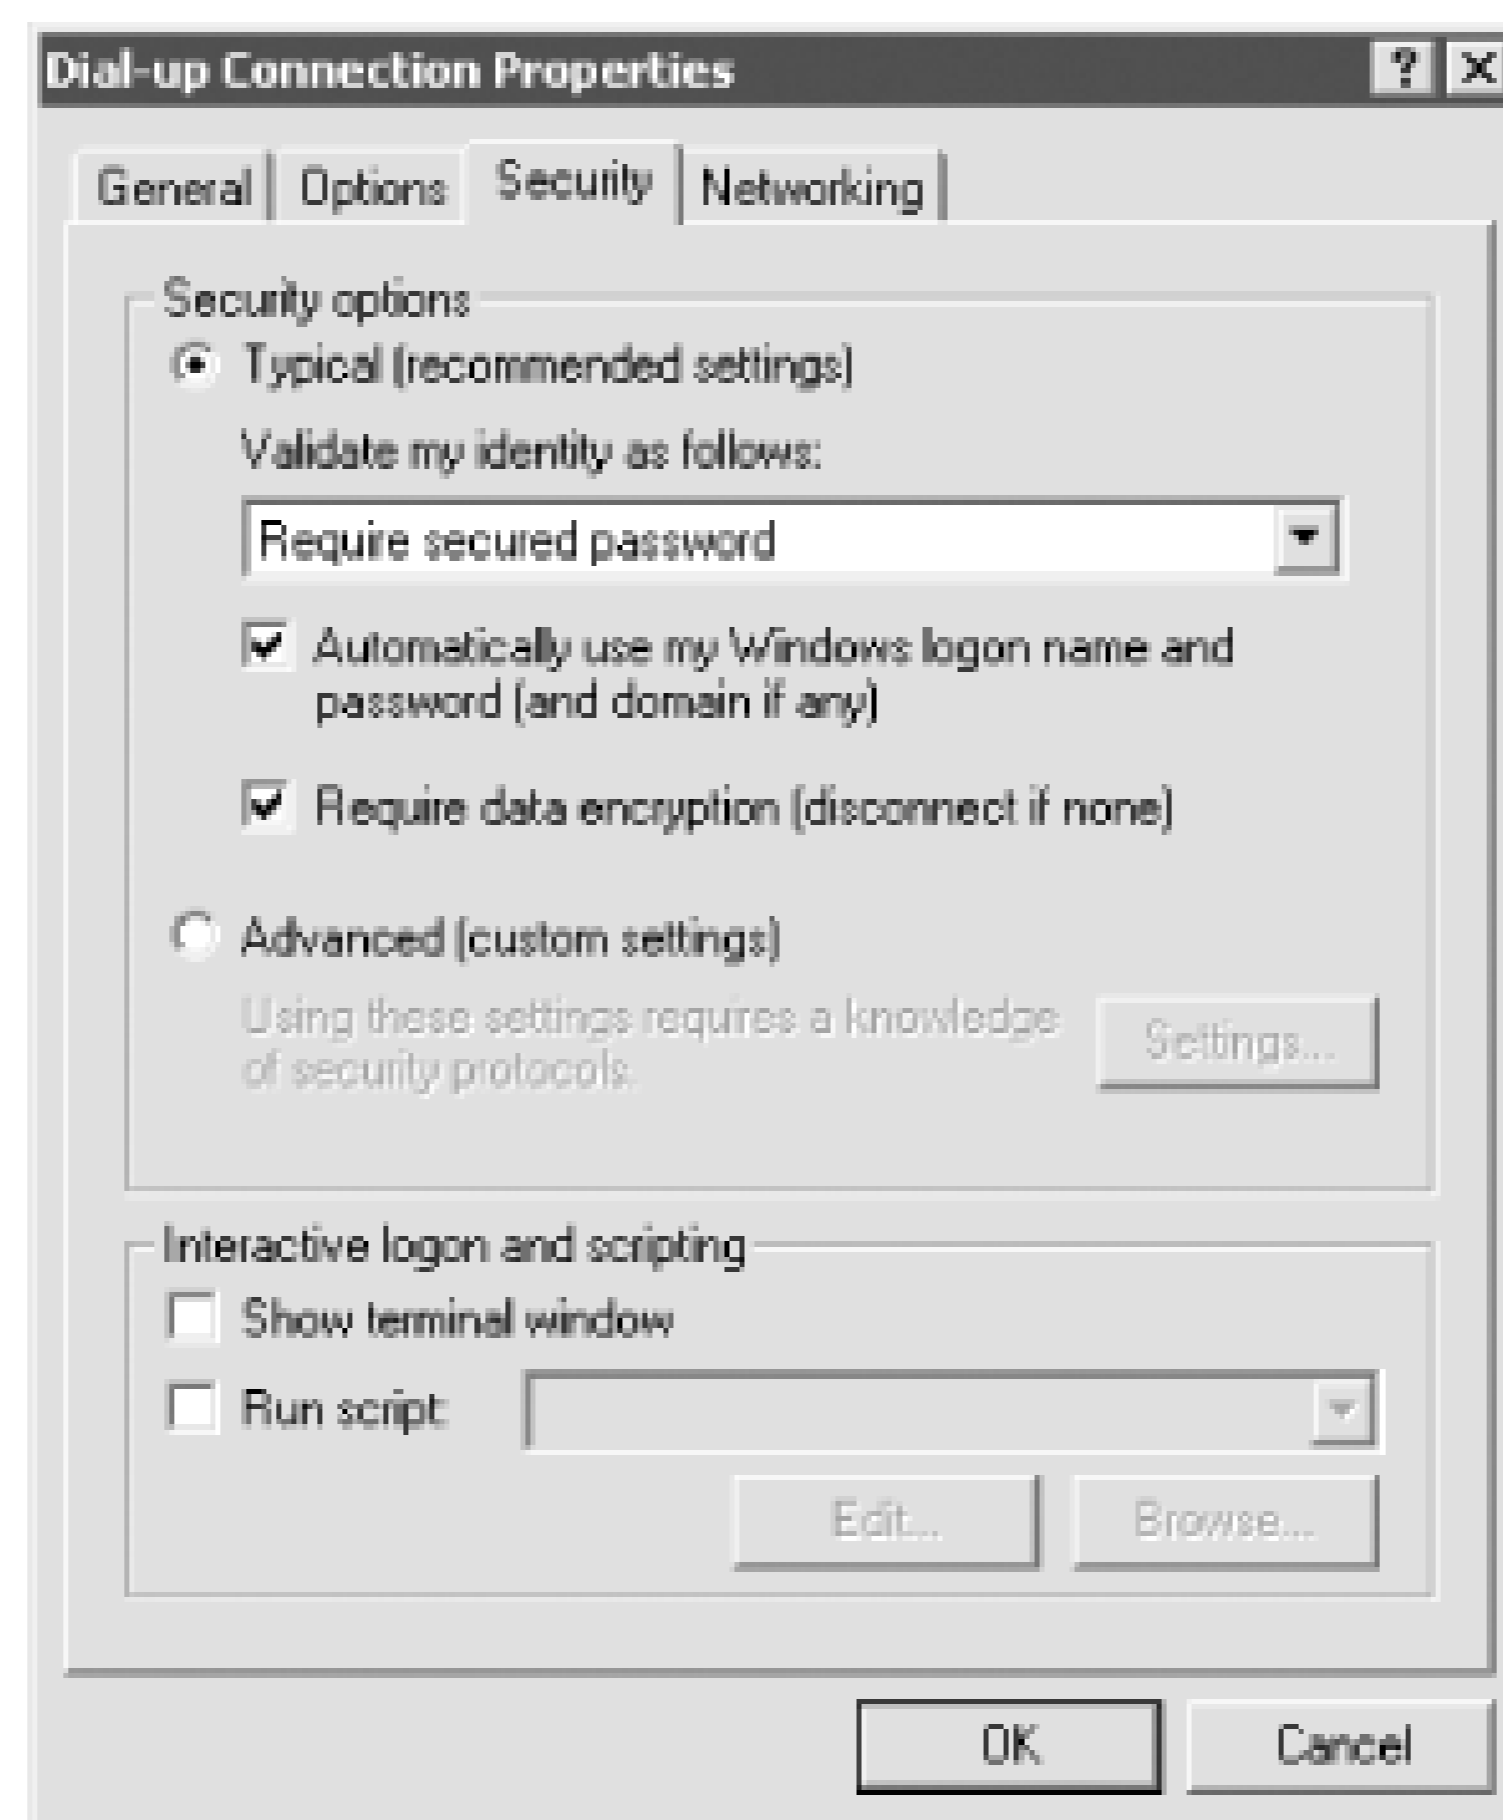 Dial-up Connection Properties ? X
General Options Security Networking
Security options
Typical (recommended settings)
Validate my identity as follows:
Require secured password
Automatically use my Windows logon name and
password (and domain if any)
Require data encryption (disconnect if none)
Advanced (custom settings)
Using these settings requires a knowledge
of security protocols.
Settings...
Interactive logon and scripting
Show terminal window
Run script:
Edit... Browse...
OK Cancel